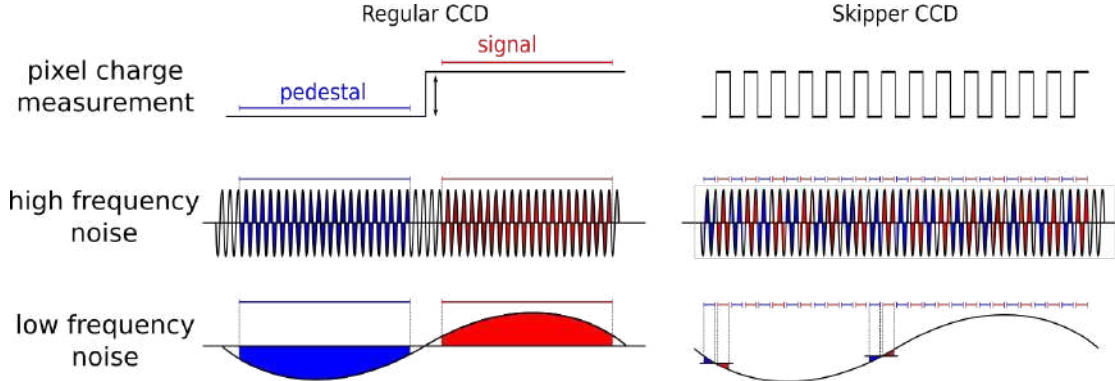 Regular CCD
Skipper CCD
signal
pixel charge
measurement
pedestal
high frequency
noise
low frequency
noise